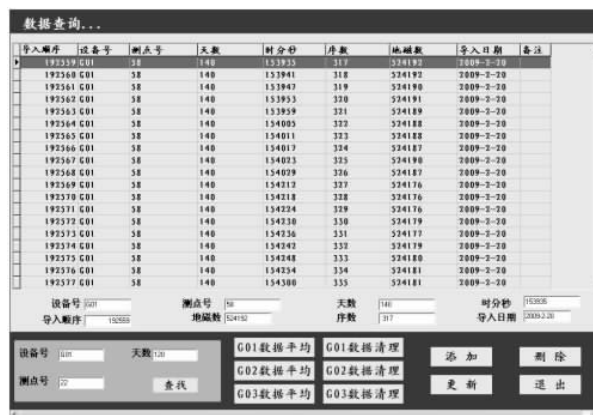 数据查询...
导入顺序 设备号 测点号 天数 时分秒 序数 地磁数 导入日期 备注
192559 G01 58 140 153935 317 524192 2009-2-20
192560 G01 58 140 153941 318 524192 2009-2-20
192561 G01 58 140 153947 319 524190 2009-2-20
192562 G01 58 140 153953 320 524191 2009-2-20
192563 G01 58 140 153959 321 524189 2009-2-20
192564 G01 58 140 154005 322 524188 2009-2-20
192565 G01 58 140 154011 323 524188 2009-2-20
192566 G01 58 140 154017 324 524187 2009-2-20
192567 G01 58 140 154023 325 524190 2009-2-20
192568 G01 58 140 154029 326 524187 2009-2-20
192569 G01 58 140 154212 327 524176 2009-2-20
192570 G01 58 140 154218 328 524176 2009-2-20
192571 G01 58 140 154224 329 524176 2009-2-20
192572 G01 58 140 154230 330 524179 2009-2-20
192573 G01 58 140 154236 331 524177 2009-2-20
192574 G01 58 140 154242 332 524179 2009-2-20
192575 G01 58 140 154248 333 524180 2009-2-20
192576 G01 58 140 154254 334 524181 2009-2-20
192577 G01 58 140 154300 335 524181 2009-2-20
设备号 G01 测点号 58 天数 140 时分秒 153935
导入顺序 192559 地磁数 524192 序数 317 导入日期 2009-2-20
设备号 G01 天数 120
测点号 22 查找
G01数据平均 G01数据清理
G02数据平均 G02数据清理
G03数据平均 G03数据清理
添加 删除
更新 退出